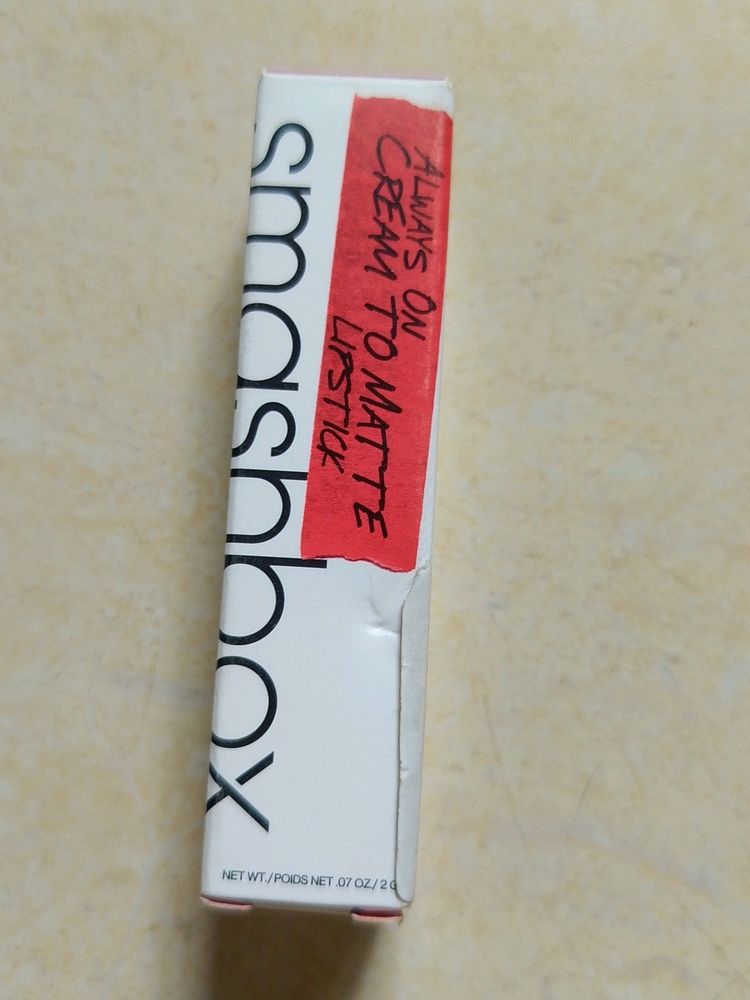 smashbox
ALWAYS ON
CREAM TO MATTE
LIPSTICK
NET WT./POIDS NET .07 OZ./ 2 G